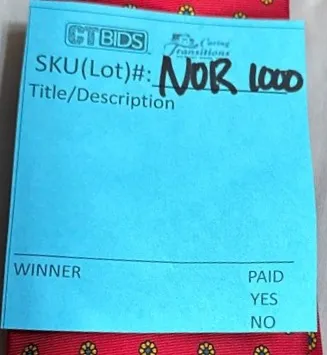 CTBIDS Caring Transitions
SKU(Lot)#: NOR 1000
Title/Description
WINNER PAID
YES
NO